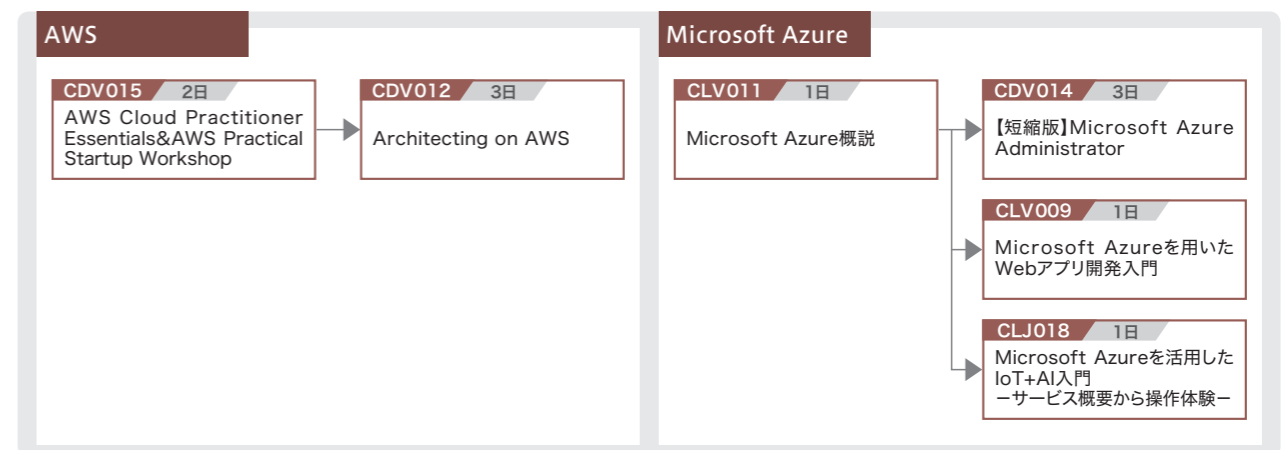 AWS
CDV015 2日
AWS Cloud Practitioner
Essentials&AWS Practical
Startup Workshop
CDV012 3日
Architecting on AWS
Microsoft Azure
CLV011 1日
Microsoft Azure概説
CDV014 3日
【短縮版】Microsoft Azure
Administrator
CLV009 1日
Microsoft Azureを用いた
Webアプリ開発入門
CLJ018 1日
Microsoft Azureを活用した
IoT+AI入門
−サービス概要から操作体験−